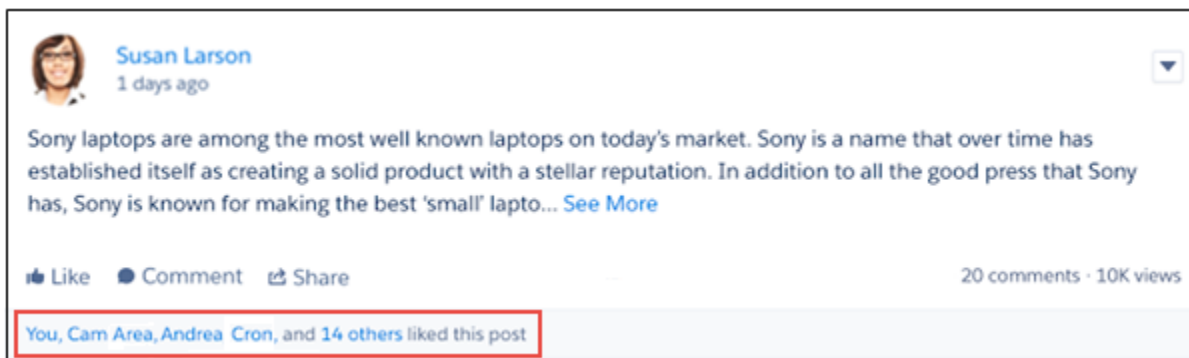 Susan Larson
1 days ago
Sony laptops are among the most well known laptops on today's market. Sony is a name that over time has
established itself as creating a solid product with a stellar reputation. In addition to all the good press that Sony
has, Sony is known for making the best 'small' lapto... See More
Like Comment Share 20 comments · 10K views
You, Cam Area, Andrea Cron, and 14 others liked this post